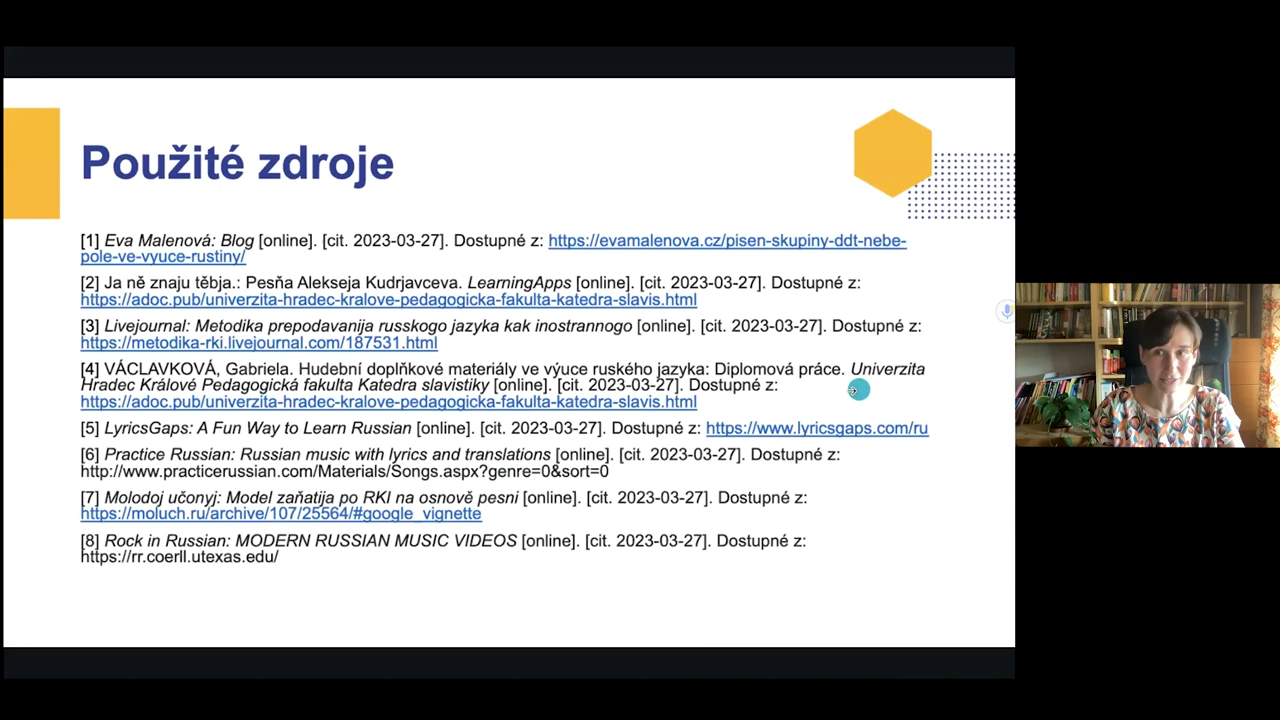 Použité zdroje
[1] Eva Malenová: Blog [online]. [cit. 2023-03-27]. Dostupné z: https://evamalenova.cz/pisen-skupiny-ddt-nebe-
pole-ve-vyuce-rustiny/
[2] Ja ně znaju těbja.: Pesňa Alekseja Kudrjavceva. LearningApps [online]. [cit. 2023-03-27]. Dostupné z:
https://adoc.pub/univerzita-hradec-kralove-pedagogicka-fakulta-katedra-slavis.html
[3] Livejournal: Metodika prepodavanija russkogo jazyka kak inostrannogo [online]. [cit. 2023-03-27]. Dostupné z:
https://metodika-rki.livejournal.com/187531.html
[4] VÁCLAVKOVÁ, Gabriela. Hudební doplňkové materiály ve výuce ruského jazyka: Diplomová práce. Univerzita
Hradec Králové Pedagogická fakulta Katedra slavistiky [online]. [cit. 2023-03-27]. Dostupné z:
https://adoc.pub/univerzita-hradec-kralove-pedagogicka-fakulta-katedra-slavis.html
[5] LyricsGaps: A Fun Way to Learn Russian [online]. [cit. 2023-03-27]. Dostupné z: https://www.lyricsgaps.com/ru
[6] Practice Russian: Russian music with lyrics and translations [online]. [cit. 2023-03-27]. Dostupné z:
http://www.practicerussian.com/Materials/Songs.aspx?genre=0&sort=0
[7] Molodoj učonyj: Model zaňatija po RKI na osnově pesni [online]. [cit. 2023-03-27]. Dostupné z:
https://moluch.ru/archive/107/25564/#google_vignette
[8] Rock in Russian: MODERN RUSSIAN MUSIC VIDEOS [online]. [cit. 2023-03-27]. Dostupné z:
https://rr.coerll.utexas.edu/